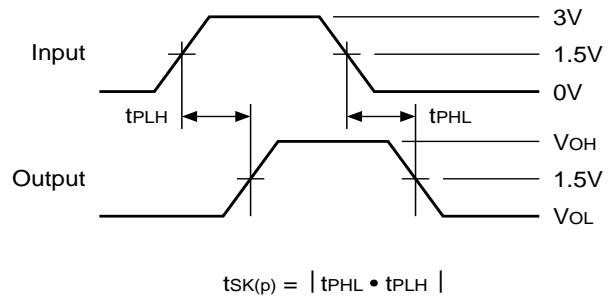 3V
Input
1.5V
0V
tPLH
tPHL
VOH
Output
1.5V
VOL
tSK(p) = | tPHL • tPLH |